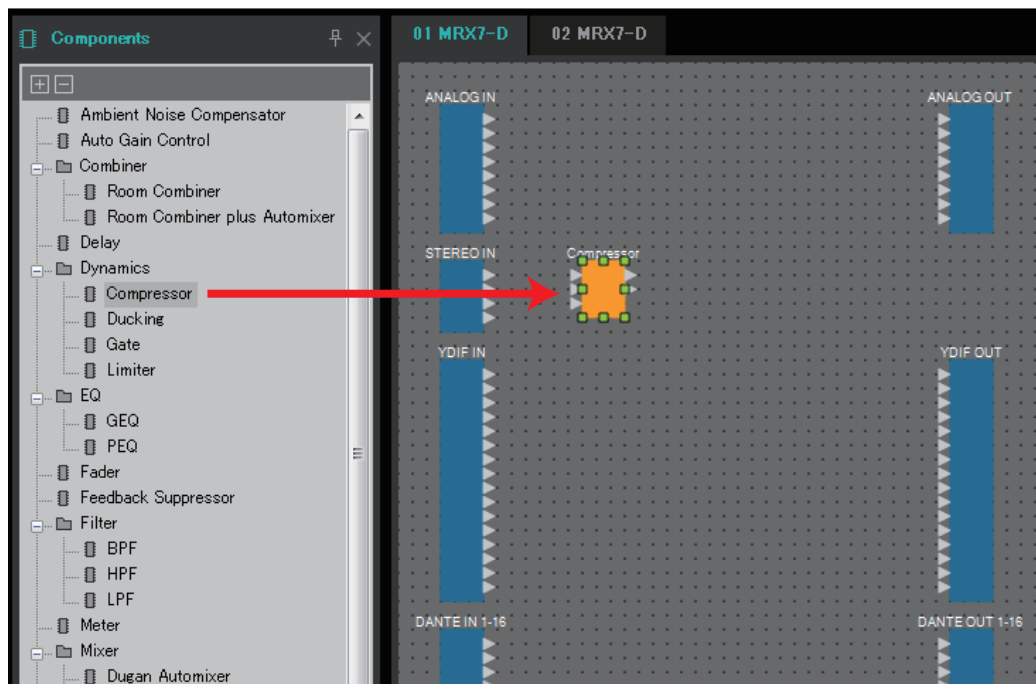 Components
01 MRX7-D
02 MRX7-D
Ambient Noise Compensator
Auto Gain Control
Combiner
Room Combiner
Room Combiner plus Automixer
Delay
Dynamics
Compressor
Ducking
Gate
Limiter
EQ
GEQ
PEQ
Fader
Feedback Suppressor
Filter
BPF
HPF
LPF
Meter
Mixer
Dugan Automixer
ANALOG IN
ANALOG OUT
STEREO IN
Compressor
YDIF IN
YDIF OUT
DANTE IN 1-16
DANTE OUT 1-16